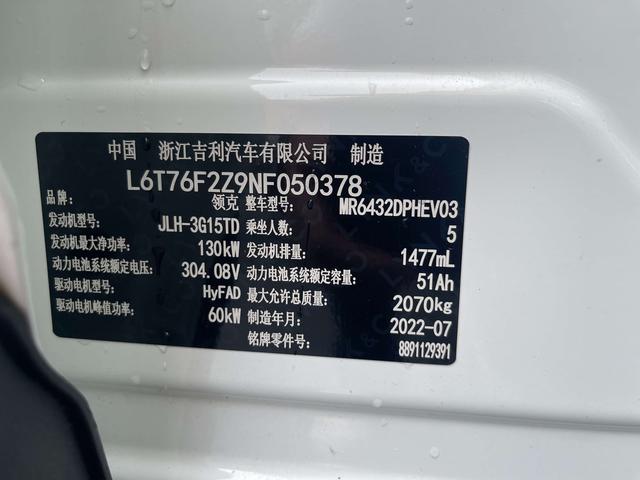 中国 浙江吉利汽车有限公司 制造
L6T76F2Z9NF050378
领克 整车型号: MR6432DPHEV03
发动机型号: JLH-3G15TD 乘坐人数: 5
发动机最大净功率: 130kW 发动机排量: 1477mL
动力电池系统额定电压: 304.08V 动力电池系统额定容量: 51Ah
驱动电机型号: HyFAD 最大允许总质量: 2070kg
驱动电机峰值功率: 60kW 制造年月: 2022-07
铭牌零件号: 8891129391